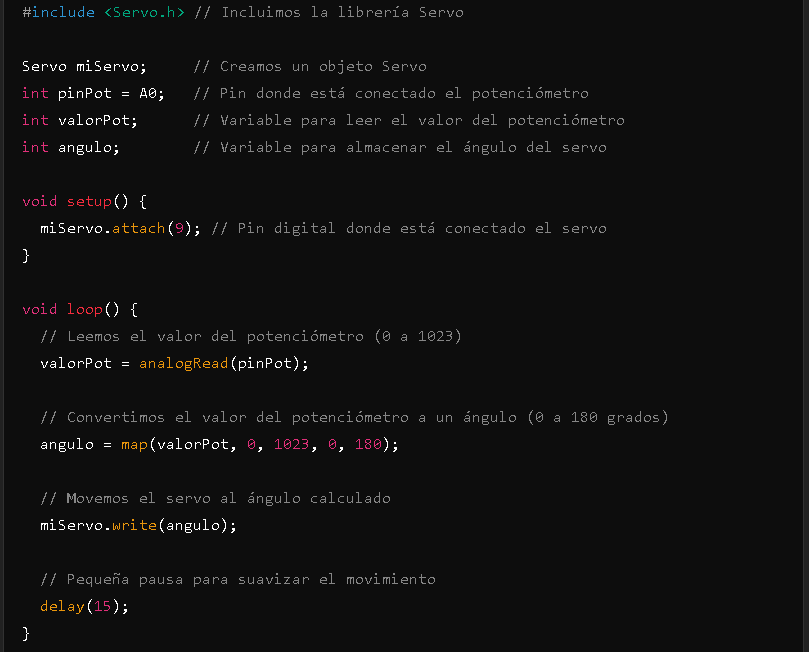 #include <Servo.h> // Incluimos la librería Servo
Servo miServo;     // Creamos un objeto Servo
int pinPot = A0;   // Pin donde está conectado el potenciómetro
int valorPot;      // Variable para leer el valor del potenciómetro
int angulo;        // Variable para almacenar el ángulo del servo
void setup() {
  miServo.attach(9); // Pin digital donde está conectado el servo
}
void loop() {
  // Leemos el valor del potenciómetro (0 a 1023)
  valorPot = analogRead(pinPot);
  // Convertimos el valor del potenciómetro a un ángulo (0 a 180 grados)
  angulo = map(valorPot, 0, 1023, 0, 180);
  // Movemos el servo al ángulo calculado
  miServo.write(angulo);
  // Pequeña pausa para suavizar el movimiento
  delay(15);
}